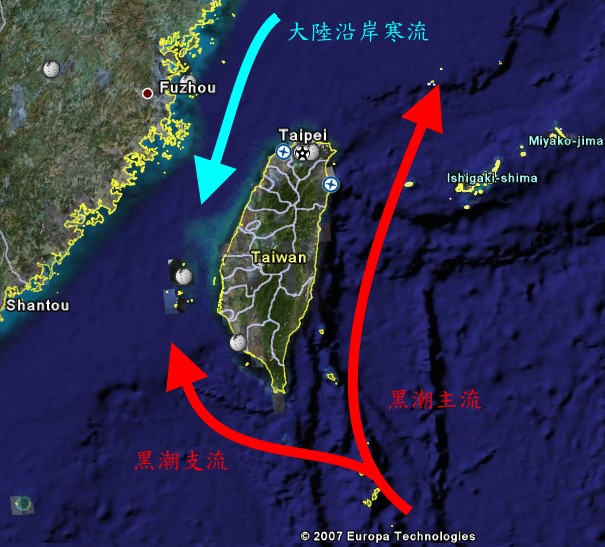 大陸沿岸寒流
Fuzhou
Taipei
Miyako-jima
Ishigaki-shima
Taiwan
Shantou
黑潮主流
黑潮支流
© 2007 Europa Technologies